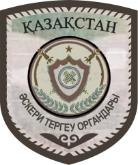 ҚАЗАҚСТАН
ӘСКЕРИ ТЕРГЕУ ОРГАНДАРЫ